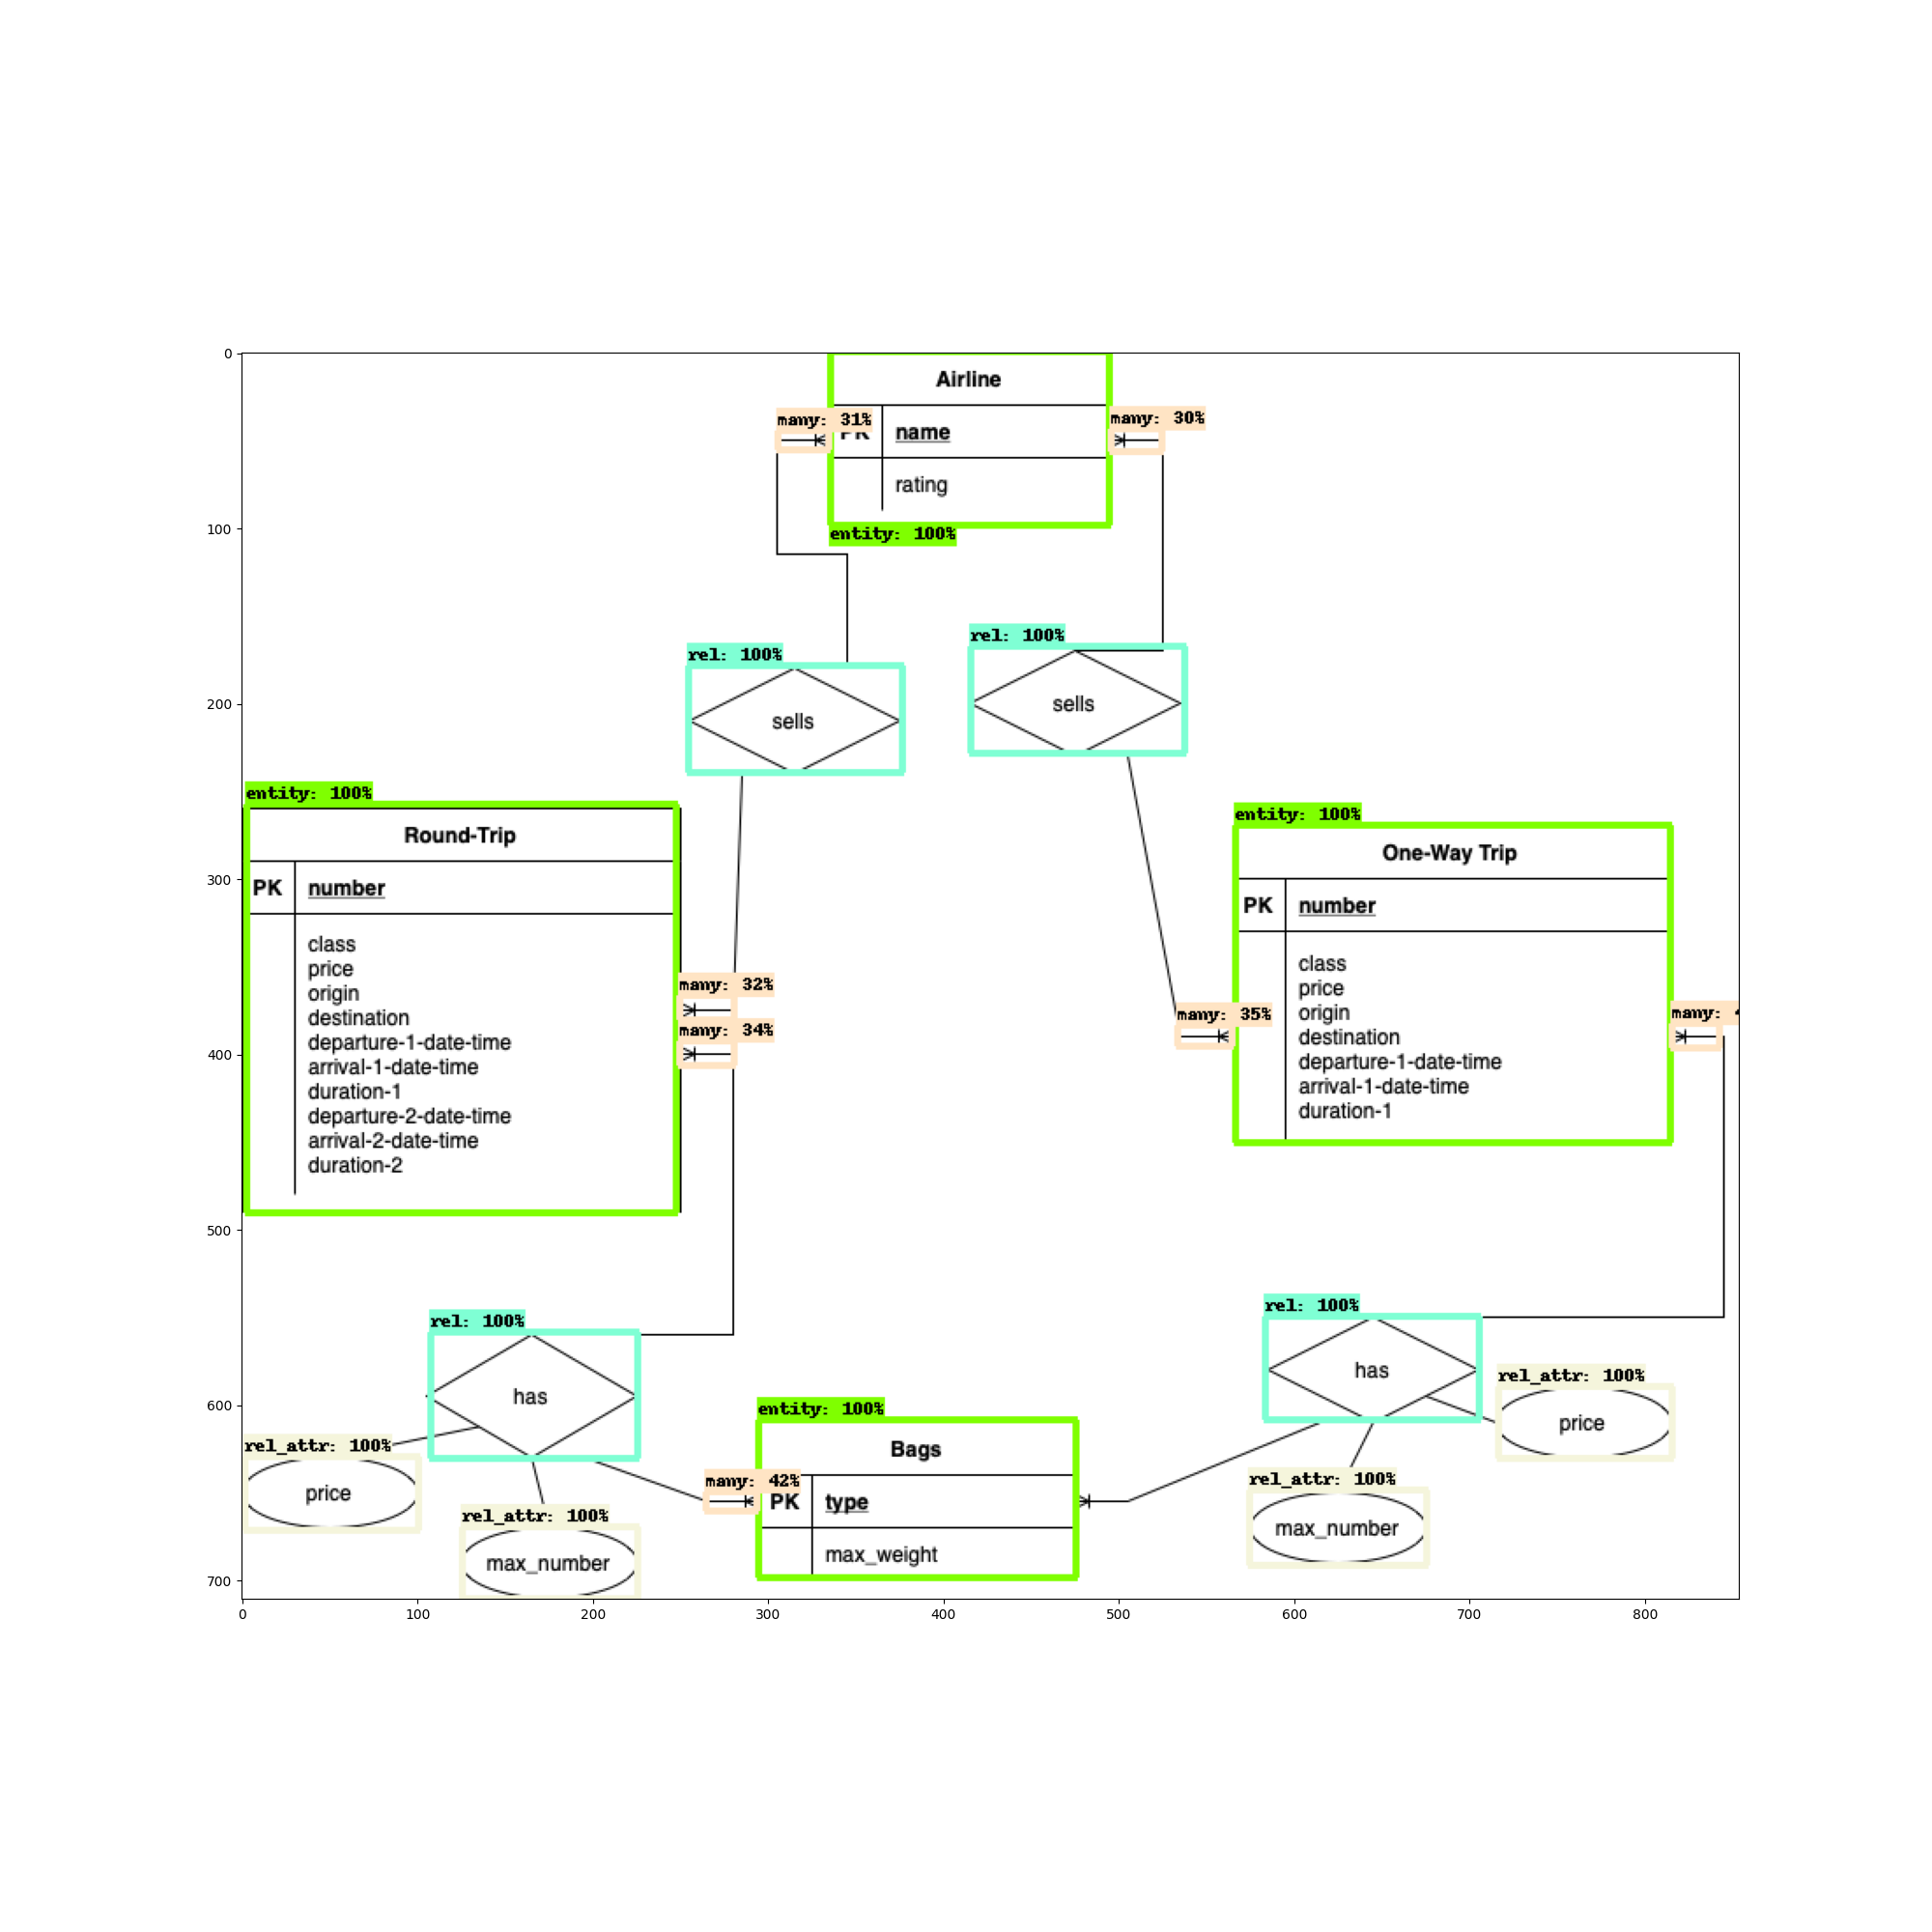 0
Airline
many: 31%
many: 30%
PK name
rating
100
entity: 100%
rel: 100%
rel: 100%
200
sells
sells
entity: 100%
entity: 100%
Round-Trip
One-Way Trip
300
PK number
PK number
class
price
origin
destination
departure-1-date-time
arrival-1-date-time
duration-1
departure-2-date-time
arrival-2-date-time
duration-2
many: 32%
many: 34%
class
price
origin
destination
departure-1-date-time
arrival-1-date-time
duration-1
many: 35%
many:
400
500
rel: 100%
rel: 100%
has
has
600
rel_attr: 100%
price
entity: 100%
Bags
rel_attr: 100%
price
many: 42%
PK type
max_weight
rel_attr: 100%
max_number
rel_attr: 100%
max_number
700
0 100 200 300 400 500 600 700 800